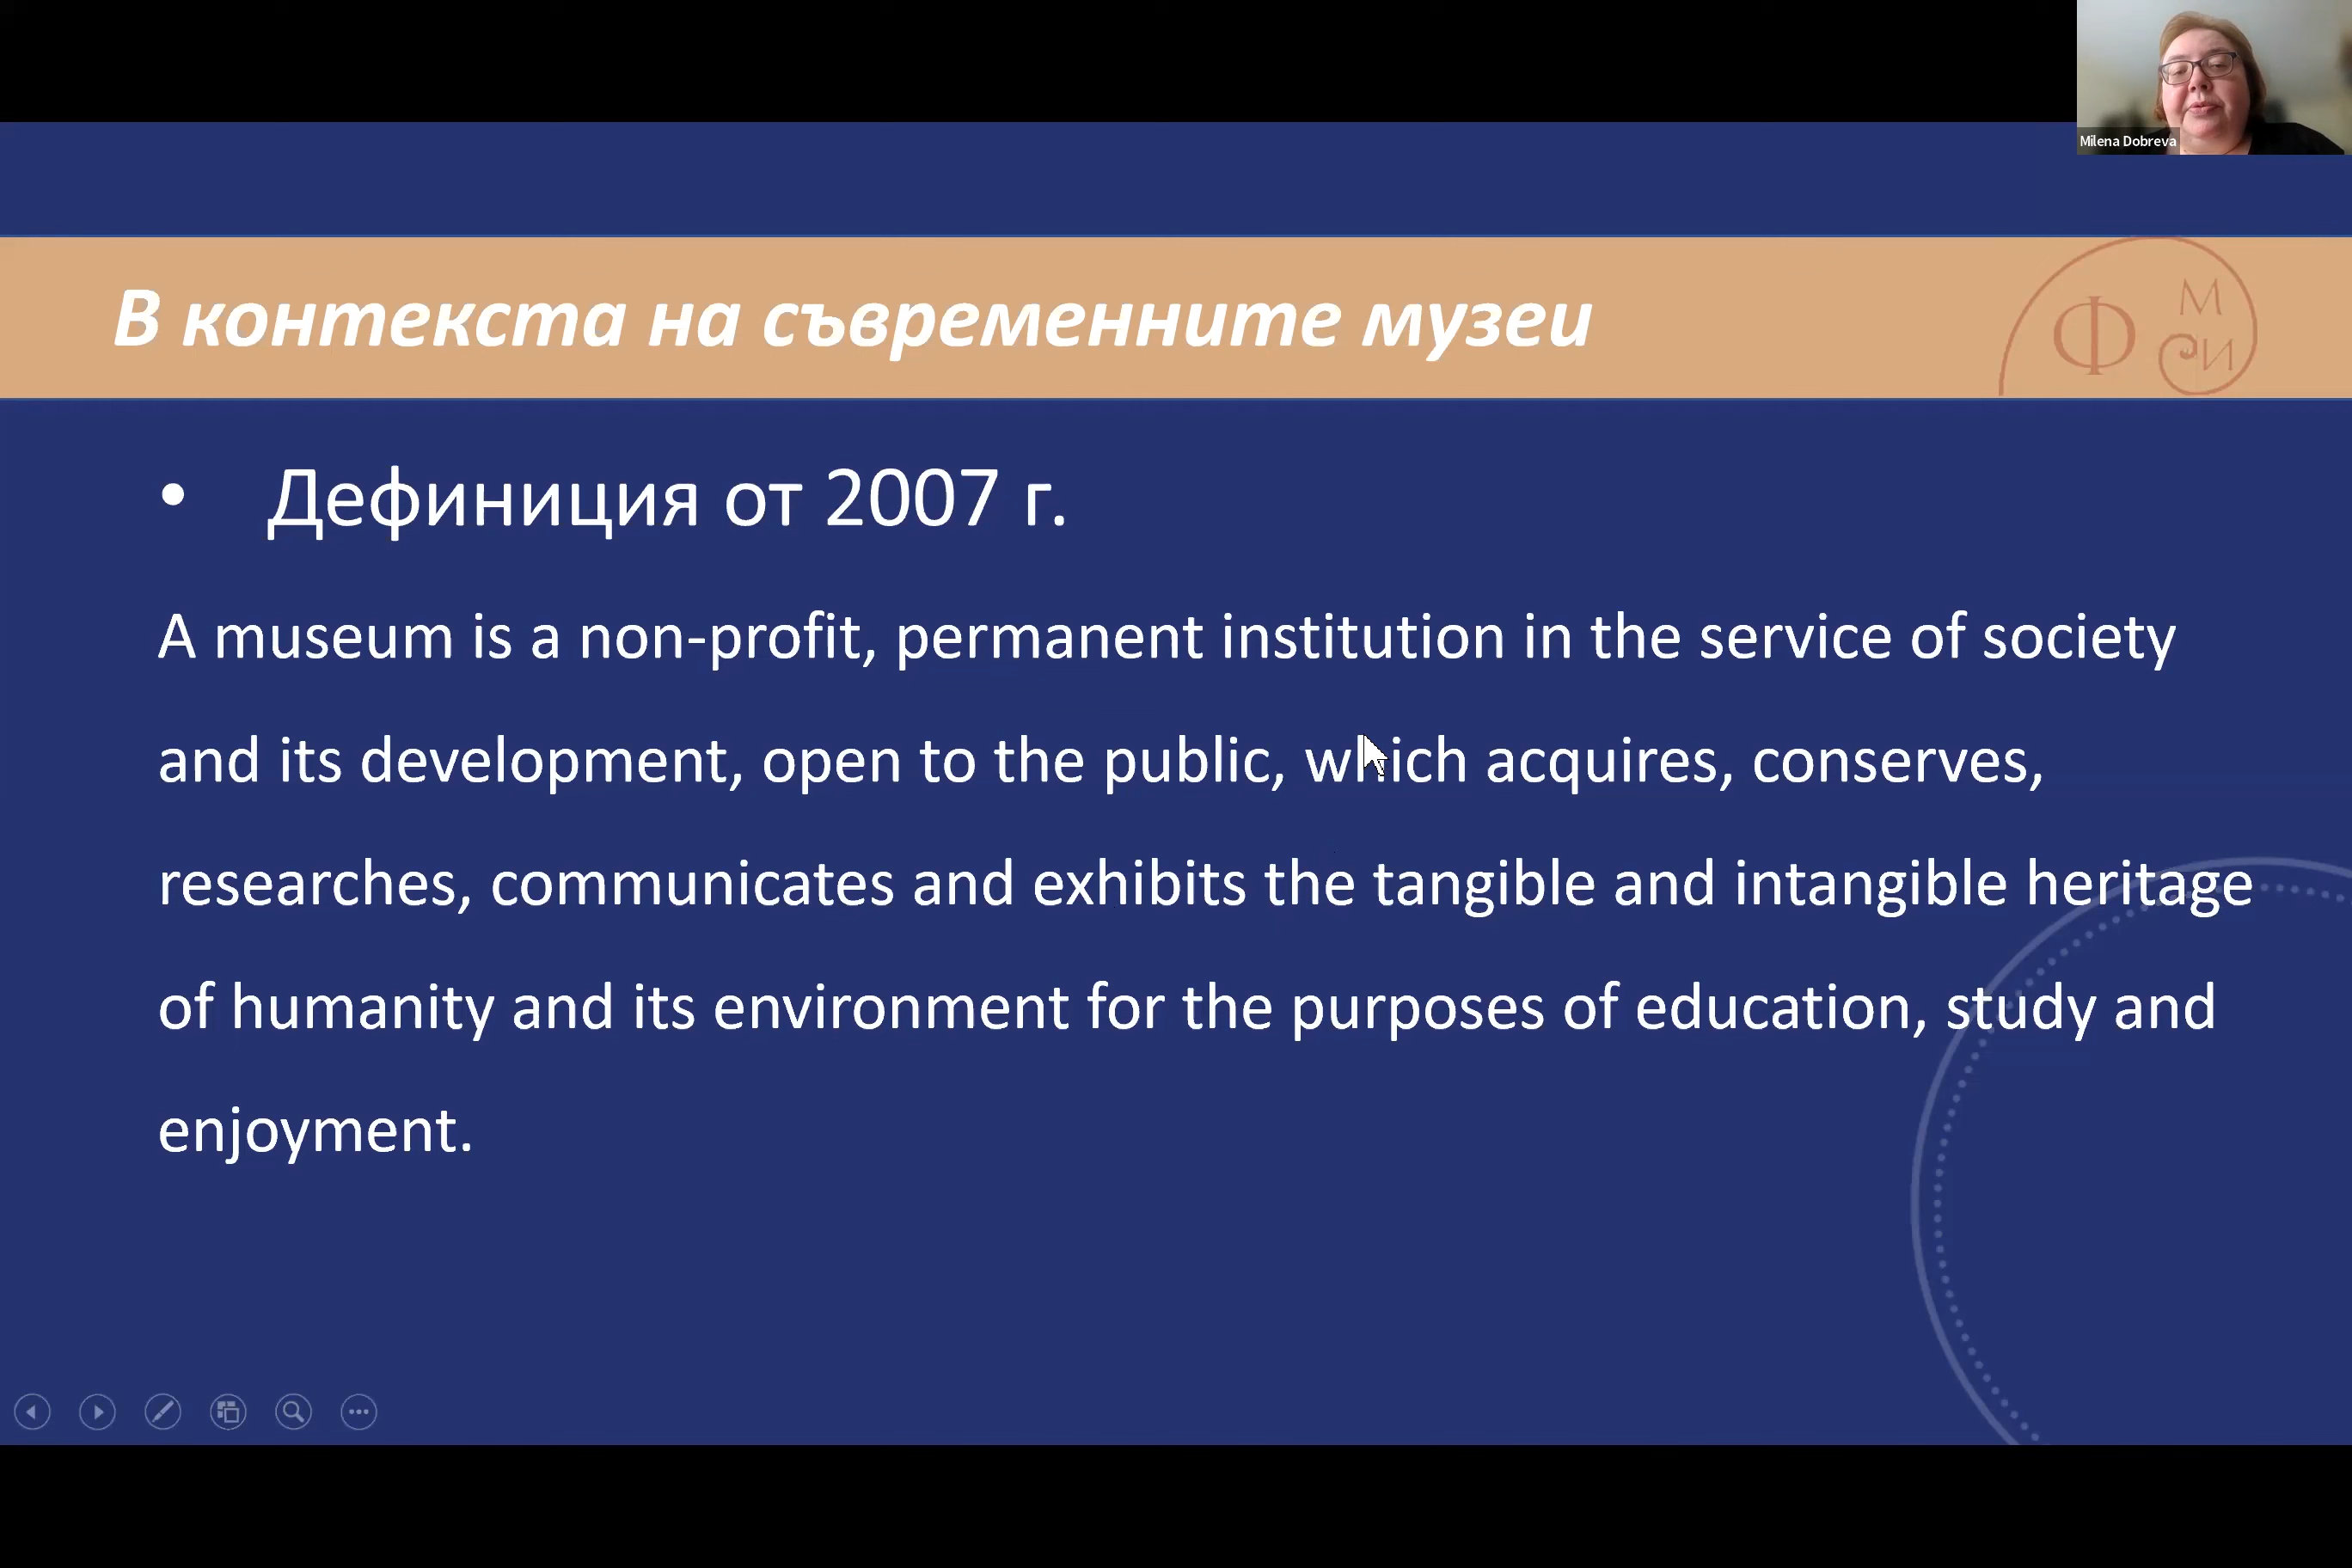 Milena Dobreva
В контекста на съвременните музеи
Ф М
С И
• Дефиниция от 2007 г.
A museum is a non-profit, permanent institution in the service of society
and its development, open to the public, which acquires, conserves,
researches, communicates and exhibits the tangible and intangible heritage
of humanity and its environment for the purposes of education, study and
enjoyment.